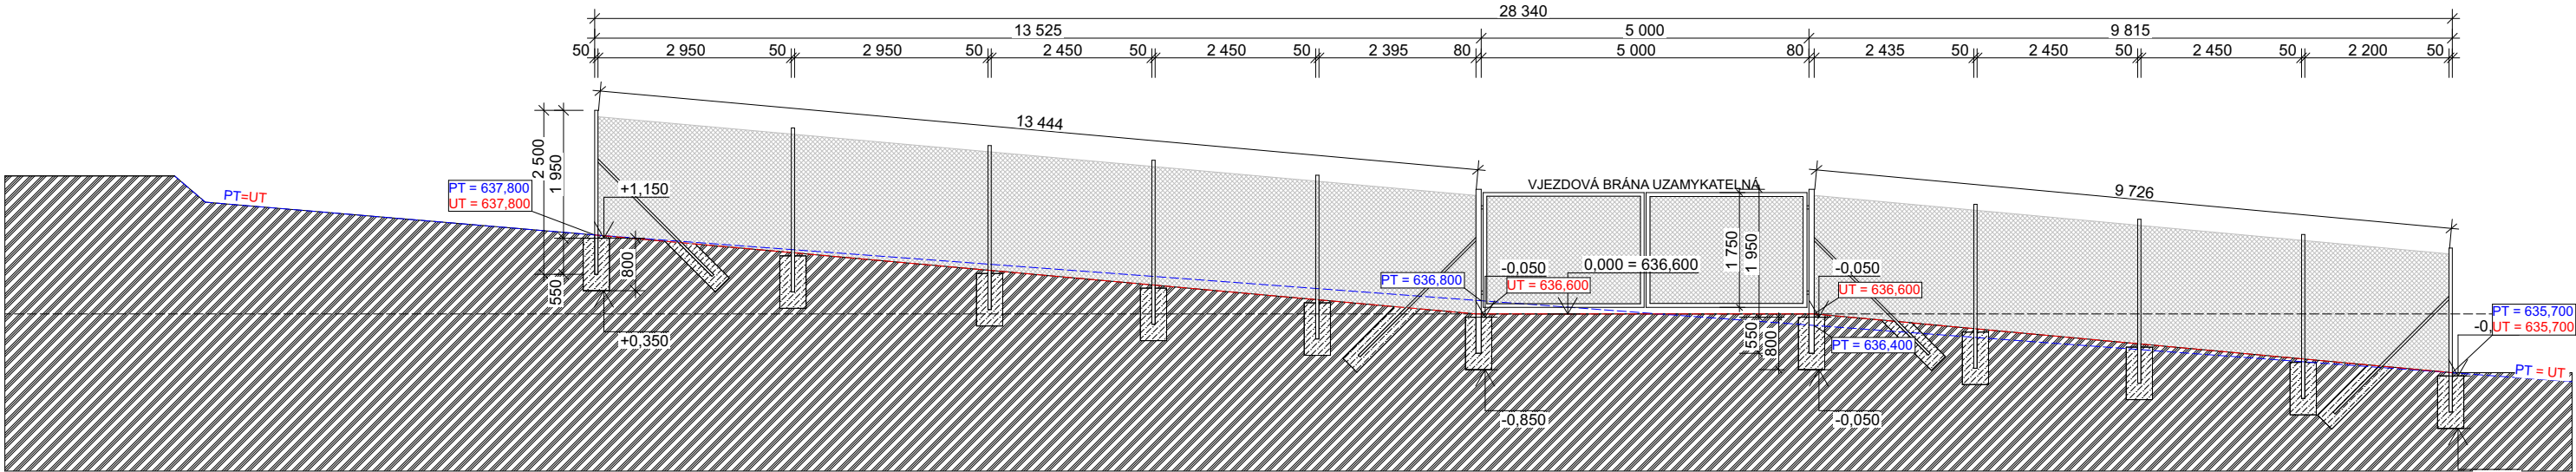 28 340
13 525 5 000 9 815
50 2 950 50 2 950 50 2 450 50 2 450 50 2 395 80 5 000 80 2 435 50 2 450 50 2 450 50 2 200 50
13 444
9 726
2 500
1 950
550
800
PT=UT
PT = 637,800
UT = 637,800
+1,150
+0,350
VJEZDOVÁ BRÁNA UZAMYKATELNÁ
1 750
1 950
PT = 636,800
-0,050
UT = 636,600
0,000 = 636,600
-0,050
UT = 636,600
550
800
PT = 636,400
-0,850
-0,050
PT = 635,700
-0,
UT = 635,700
PT = UT